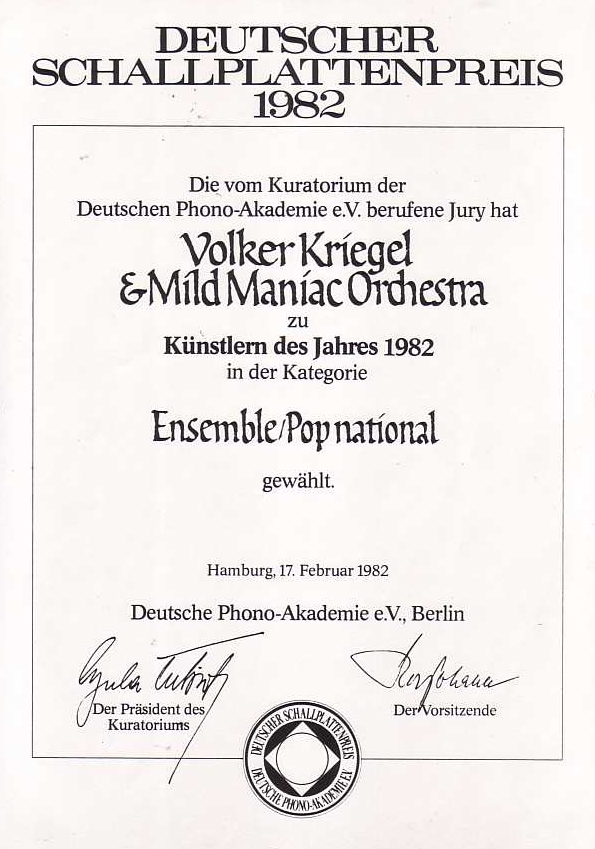 DEUTSCHER
SCHALLPLATTENPREIS
1982
Die vom Kuratorium der
Deutschen Phono-Akademie e.V. berufene Jury hat
Volker Kriegel
& Mild Maniac Orchestra
zu
Künstlern des Jahres 1982
in der Kategorie
Ensemble/Pop national
gewählt.
Hamburg, 17. Februar 1982
Deutsche Phono-Akademie e.V., Berlin
Der Präsident des
Kuratoriums
Der Vorsitzende
DEUTSCHER SCHALLPLATTENPREIS
DEUTSCHE PHONO-AKADEMIE E.V.